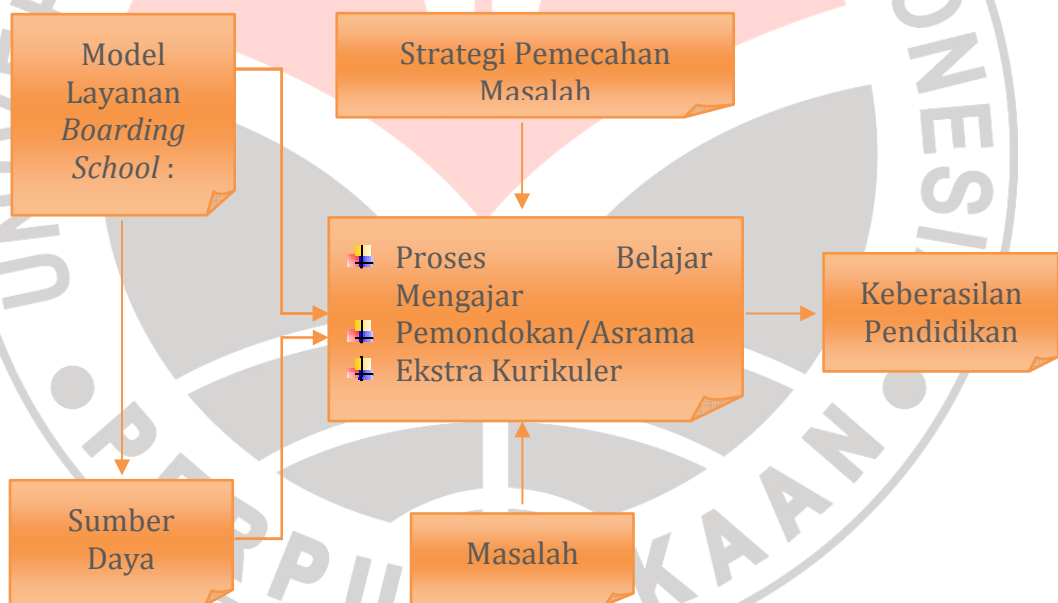 Model
Layanan
Boarding
School :
Strategi Pemecahan
Masalah
Proses Belajar
Mengajar
Pemondokan/Asrama
Ekstra Kurikuler
Keberasilan
Pendidikan
Sumber
Daya
Masalah